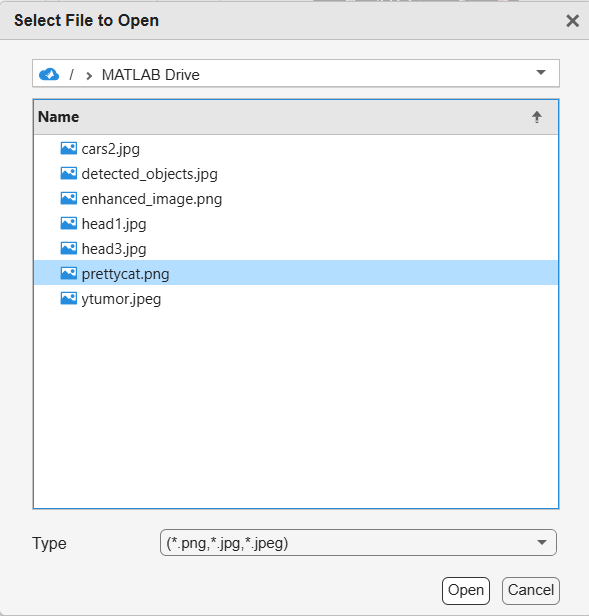 Select File to Open
/ > MATLAB Drive
Name
cars2.jpg
detected_objects.jpg
enhanced_image.png
head1.jpg
head3.jpg
prettycat.png
ytumor.jpeg
Type (*.png,*.jpg,*.jpeg)
Open Cancel